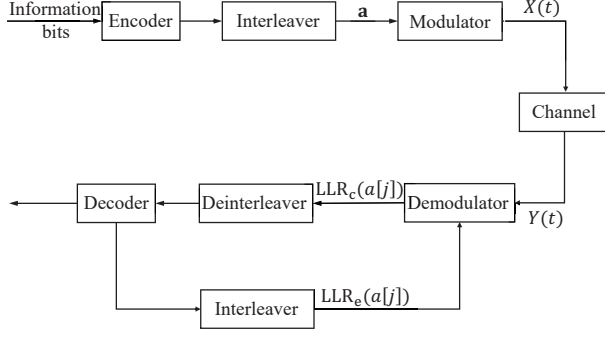 Information
bits
Encoder
Interleaver
𝐚
Modulator
X(t)
Channel
Y(t)
Demodulator
LLR_c(a[j])
Deinterleaver
Decoder
Interleaver
LLR_e(a[j])